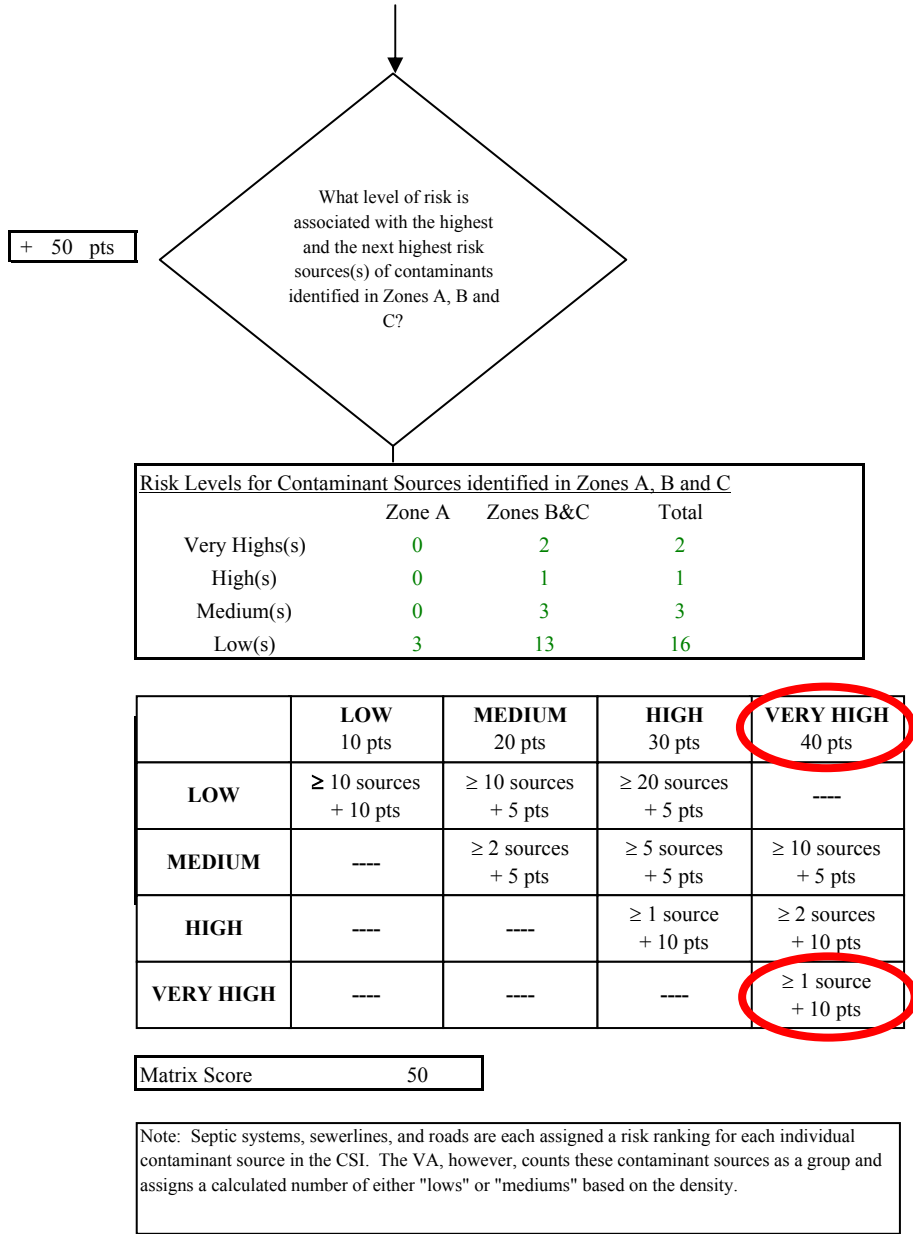 What level of risk is
associated with the highest
and the next highest risk
sources(s) of contaminants
identified in Zones A, B and
C?
+ 50 pts
Risk Levels for Contaminant Sources identified in Zones A, B and C
Zone A Zones B&C Total
Very Highs(s) 0 2 2
High(s) 0 1 1
Medium(s) 0 3 3
Low(s) 3 13 16
LOW MEDIUM HIGH VERY HIGH
10 pts 20 pts 30 pts 40 pts
LOW ≥ 10 sources ≥ 10 sources ≥ 20 sources ----
+ 10 pts + 5 pts + 5 pts
MEDIUM ---- ≥ 2 sources ≥ 5 sources ≥ 10 sources
+ 5 pts + 5 pts + 5 pts
HIGH ---- ---- ≥ 1 source ≥ 2 sources
+ 10 pts + 10 pts
VERY HIGH ---- ---- ---- ≥ 1 source
+ 10 pts
Matrix Score 50
Note: Septic systems, sewerlines, and roads are each assigned a risk ranking for each individual
contaminant source in the CSI. The VA, however, counts these contaminant sources as a group and
assigns a calculated number of either "lows" or "mediums" based on the density.